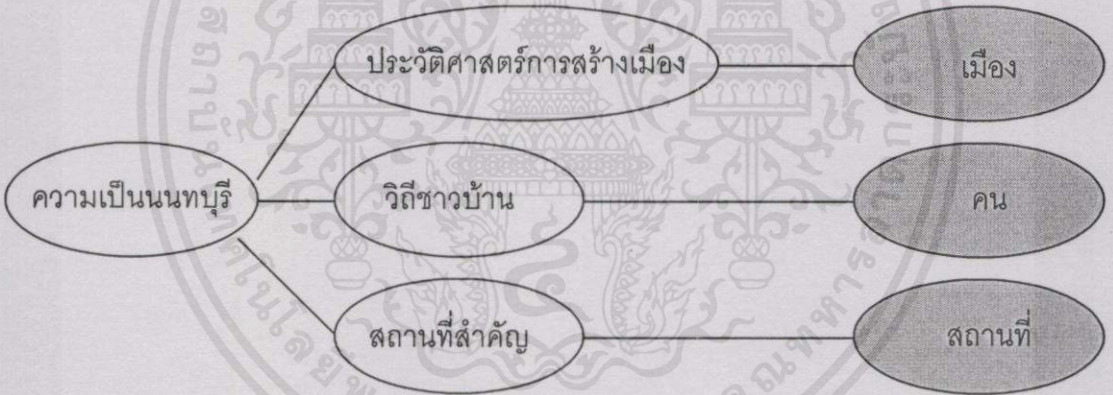 ประวัติศาสตร์การสร้างเมือง
เมือง
ความเป็นนนทบุรี
วิถีชาวบ้าน
คน
สถานที่สำคัญ
สถานที่